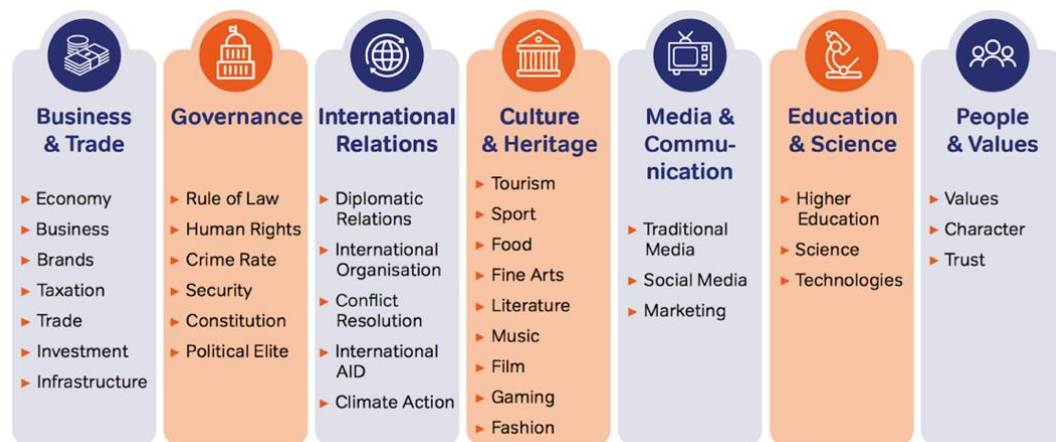 Business
& Trade
Economy
Business
Brands
Taxation
Trade
Investment
Infrastructure
Governance
Rule of Law
Human Rights
Crime Rate
Security
Constitution
Political Elite
International
Relations
Diplomatic
Relations
International
Organisation
Conflict
Resolution
International
AID
Climate Action
Culture
& Heritage
Tourism
Sport
Food
Fine Arts
Literature
Music
Film
Gaming
Fashion
Media &
Commu-
nication
Traditional
Media
Social Media
Marketing
Education
& Science
Higher
Education
Science
Technologies
People
& Values
Values
Character
Trust